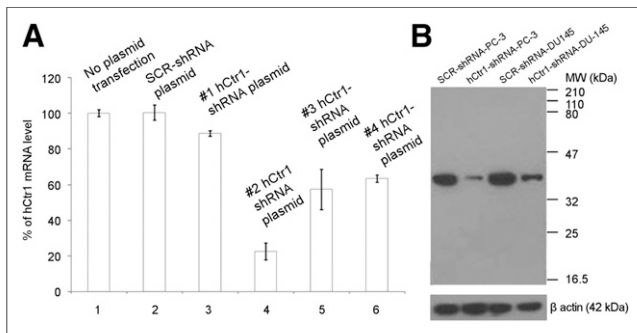 A
% of hCtr1 mRNA level
120
100
80
60
40
20
0
No plasmid
transfection
SCR-shRNA
plasmid
#1 hCtr1-
shRNA plasmid
#2 hCtr1
shRNA
plasmid
#3 hCtr1-
shRNA
plasmid
#4 hCtr1-
shRNA
plasmid
1 2 3 4 5 6
B
SCR-shRNA-PC-3
hCtr1-shRNA-PC-3
SCR-shRNA-DU145
hCtr1-shRNA-DU-145
MW (kDa)
210
110
80
47
32
25
16.5
β actin (42 kDa)